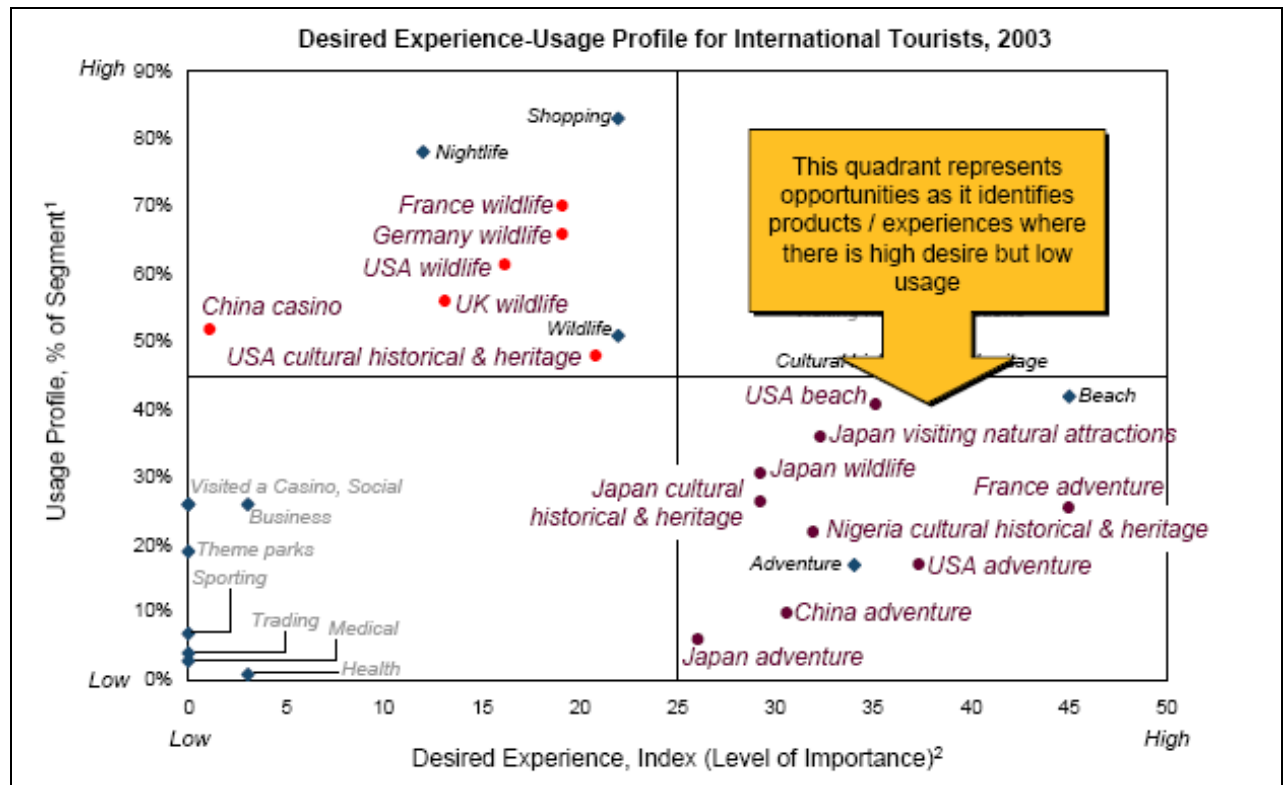 Desired Experience-Usage Profile for International Tourists, 2003
High 90%
80%
70%
60%
50%
40%
30%
20%
10%
Low 0%
Usage Profile, % of Segment¹
Shopping
Nightlife
France wildlife
Germany wildlife
USA wildlife
China casino
UK wildlife
Wildlife
USA cultural historical & heritage
This quadrant represents
opportunities as it identifies
products / experiences where
there is high desire but low
usage
Cultural
USA beach
Beach
Japan visiting natural attractions
Japan wildlife
Japan cultural
historical & heritage
France adventure
Nigeria cultural historical & heritage
Adventure
USA adventure
China adventure
Japan adventure
Visited a Casino, Social
Business
Theme parks
Sporting
Trading
Medical
Health
0 5 10 15 20 25 30 35 40 45 50
Low High
Desired Experience, Index (Level of Importance)²